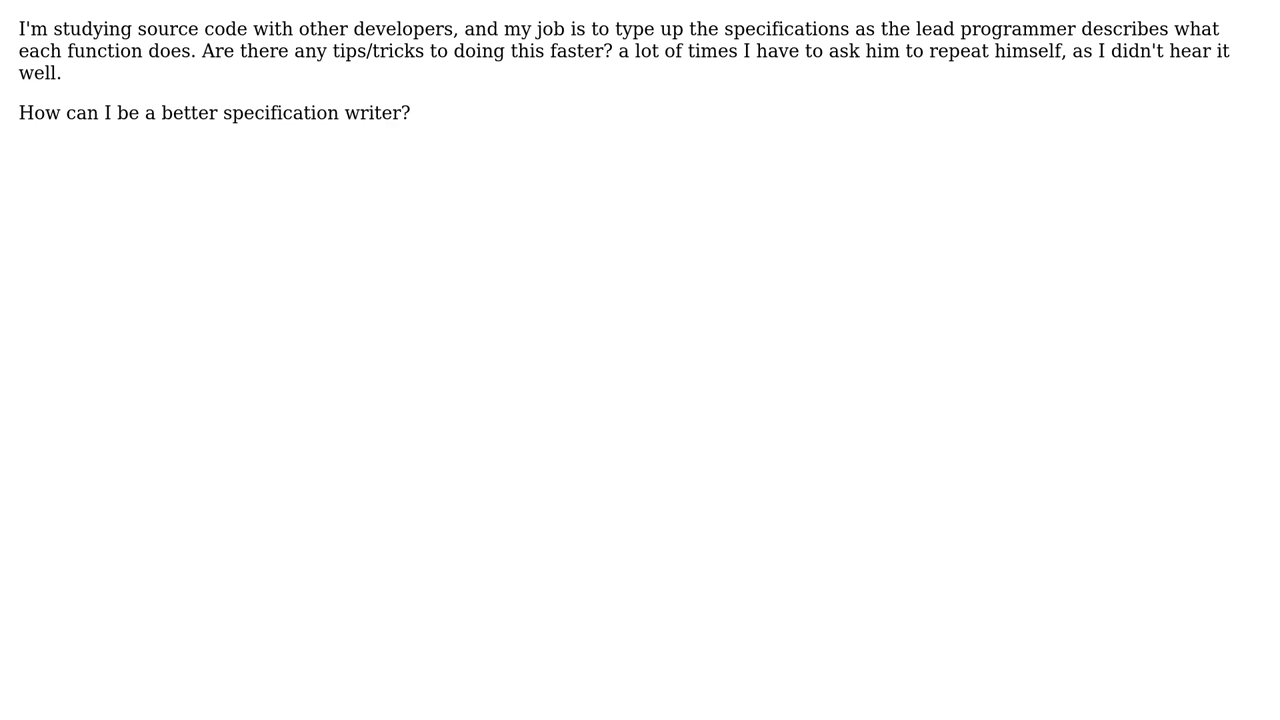 I'm studying source code with other developers, and my job is to type up the specifications as the lead programmer describes what
each function does. Are there any tips/tricks to doing this faster? a lot of times I have to ask him to repeat himself, as I didn't hear it
well.
How can I be a better specification writer?